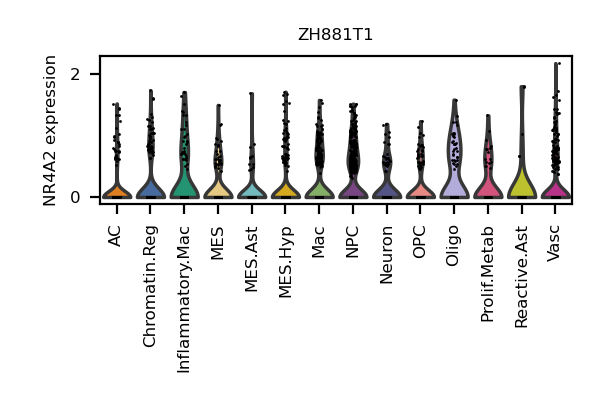 ZH881T1
NR4A2 expression
2
0
AC
Chromatin.Reg
Inflammatory.Mac
MES
MES.Ast
MES.Hyp
Mac
NPC
Neuron
OPC
Oligo
Prolif.Metab
Reactive.Ast
Vasc